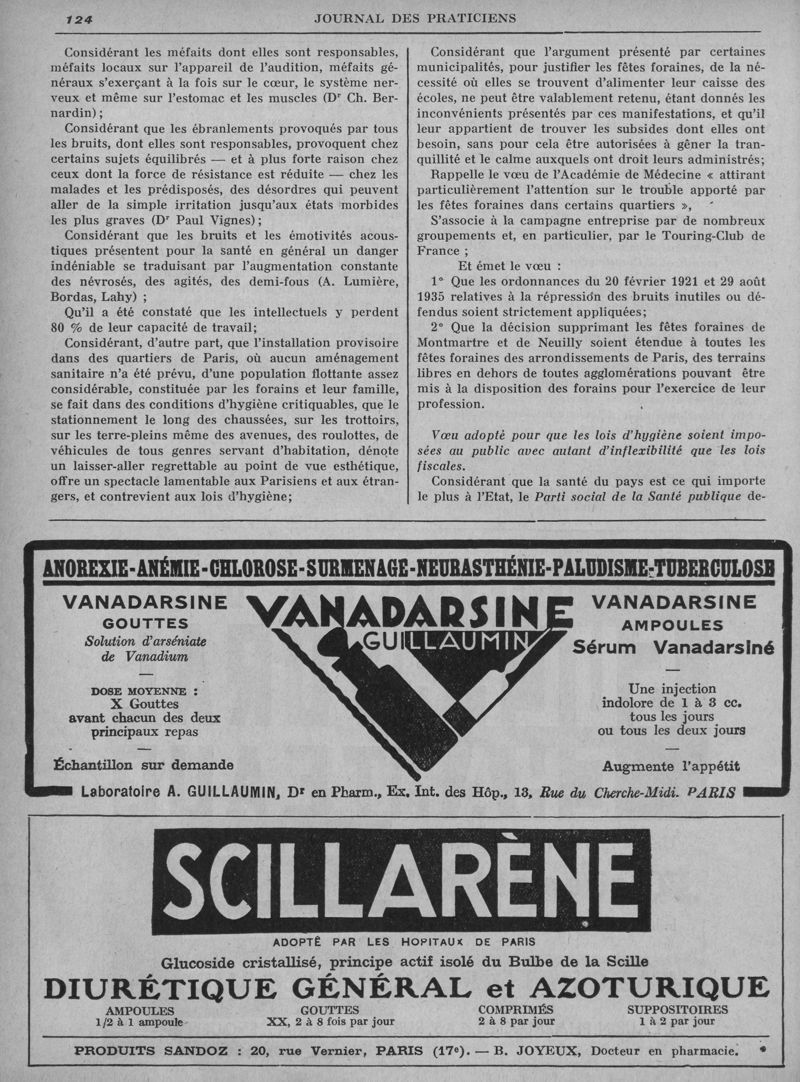 124
JOURNAL DES PRATICIENS
Considérant les méfaits dont elles sont responsables,
méfaits locaux sur l'appareil de l'audition, méfaits gé-
néraux s'exerçant à la fois sur le cœur, le système ner-
veux et même sur l'estomac et les muscles (Dr Ch. Ber-
nardin) ;
Considérant que les ébranlements provoqués par tous
les bruits, dont elles sont responsables, provoquent chez
certains sujets équilibrés — et à plus forte raison chez
ceux dont la force de résistance est réduite — chez les
malades et les prédisposés, des désordres qui peuvent
aller de la simple irritation jusqu'aux états morbides
les plus graves (Dr Paul Vignes) ;
Considérant que les bruits et les émotivités acous-
tiques présentent pour la santé en général un danger
indéniable se traduisant par l'augmentation constante
des névrosés, des agités, des demi-fous (A. Lumière,
Bordas, Lahy) ;
Qu'il a été constaté que les intellectuels y perdent
80 % de leur capacité de travail;
Considérant, d'autre part, que l'installation provisoire
dans des quartiers de Paris, où aucun aménagement
sanitaire n'a été prévu, d'une population flottante assez
considérable, constituée par les forains et leur famille,
se fait dans des conditions d'hygiène critiquables, que le
stationnement le long des chaussées, sur les trottoirs,
sur les terre-pleins même des avenues, des roulottes, de
véhicules de tous genres servant d'habitation, dénote
un laisser-aller regrettable au point de vue esthétique,
offre un spectacle lamentable aux Parisiens et aux étran-
gers, et contrevient aux lois d'hygiène;
Considérant que l'argument présenté par certaines
municipalités, pour justifier les fêtes foraines, de la né-
cessité où elles se trouvent d'alimenter leur caisse des
écoles, ne peut être valablement retenu, étant donnés les
inconvénients présentés par ces manifestations, et qu'il
leur appartient de trouver les subsides dont elles ont
besoin, sans pour cela être autorisées à gêner la tran-
quillité et le calme auxquels ont droit leurs administrés;
Rappelle le vœu de l'Académie de Médecine « attirant
particulièrement l'attention sur le trouble apporté par
les fêtes foraines dans certains quartiers »,
S'associe à la campagne entreprise par de nombreux
groupements et, en particulier, par le Touring-Club de
France ;
Et émet le vœu :
1° Que les ordonnances du 20 février 1921 et 29 août
1935 relatives à la répression des bruits inutiles ou dé-
fendus soient strictement appliquées;
2° Que la décision supprimant les fêtes foraines de
Montmartre et de Neuilly soient étendue à toutes les
fêtes foraines des arrondissements de Paris, des terrains
libres en dehors de toutes agglomérations pouvant être
mis à la disposition des forains pour l'exercice de leur
profession.
Vœu adopté pour que les lois d'hygiène soient impo-
sées au public avec autant d'inflexibilité que les lois
fiscales.
Considérant que la santé du pays est ce qui importe
le plus à l'Etat, le Parti social de la Santé publique de-
ANOREXIE-ANÉMIE-CHLOROSE-SURMENAGE-NEURASTHÉNIE-PALUDISME-TUBERCULOSE
VANADARSINE
GOUTTES
Solution d'arséniate
de Vanadium
DOSE MOYENNE :
X Gouttes
avant chacun des deux
principaux repas
Échantillon sur demande
VANADARSINE
GUILLAUMIN
VANADARSINE
AMPOULES
Sérum Vanadarsiné
Une injection
indolore de 1 à 3 cc.
tous les jours
ou tous les deux jours
Augmente l'appétit
Laboratoire A. GUILLAUMIN, Dr en Pharm., Ex. Int. des Hôp., 13, Rue du Cherche-Midi. PARIS
SCILLARÈNE
ADOPTÉ PAR LES HOPITAUX DE PARIS
Glucoside cristallisé, principe actif isolé du Bulbe de la Scille
DIURÉTIQUE GÉNÉRAL et AZOTURIQUE
AMPOULES GOUTTES COMPRIMÉS SUPPOSITOIRES
1/2 à 1 ampoule XX, 2 à 8 fois par jour 2 à 8 par jour 1 à 2 par jour
PRODUITS SANDOZ : 20, rue Vernier, PARIS (17e). — B. JOYEUX, Docteur en pharmacie.